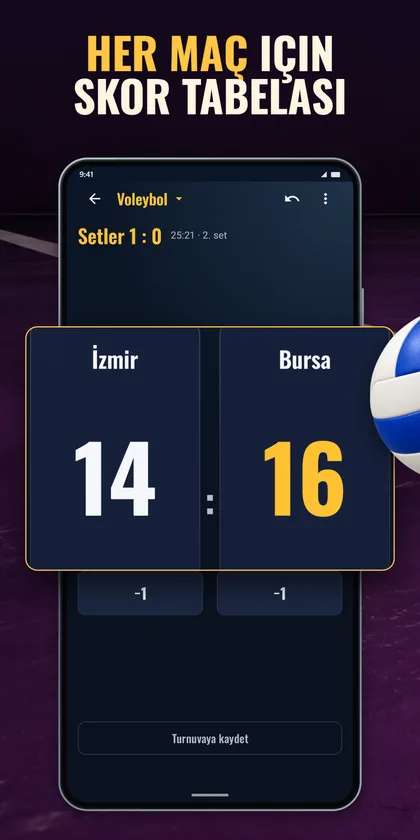 HER MAÇ IÇIN
SKOR TABELASI
9:41
Voleybol
Setler 1 : 0 25:21 · 2. set
İzmir Bursa
14 : 16
-1 -1
Turnuvaya kaydet